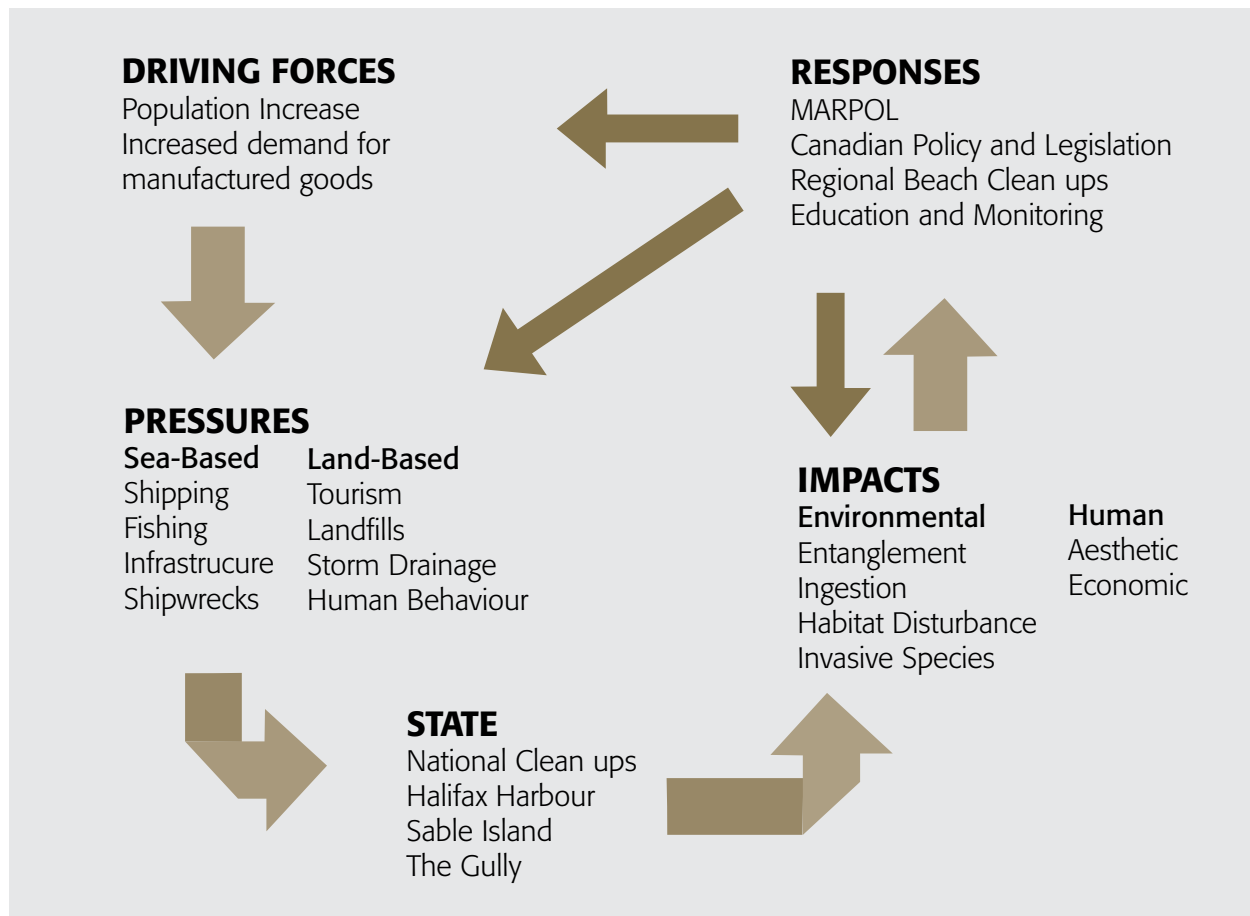 DRIVING FORCES
Population Increase
Increased demand for
manufactured goods
RESPONSES
MARPOL
Canadian Policy and Legislation
Regional Beach Clean ups
Education and Monitoring
PRESSURES
Sea-Based
Shipping
Fishing
Infrastrucure
Shipwrecks
Land-Based
Tourism
Landfills
Storm Drainage
Human Behaviour
STATE
National Clean ups
Halifax Harbour
Sable Island
The Gully
IMPACTS
Environmental
Entanglement
Ingestion
Habitat Disturbance
Invasive Species
Human
Aesthetic
Economic